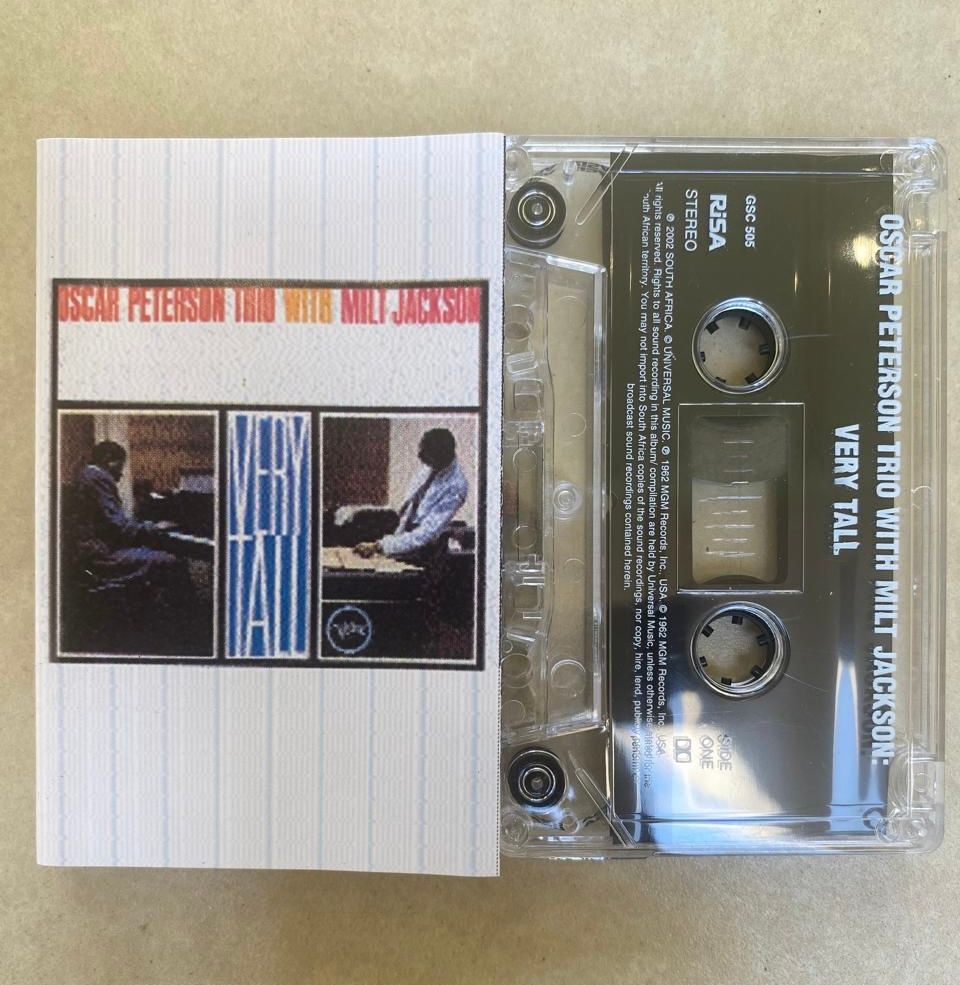 OSCAR PETERSON TRIO WITH MILT JACKSON
VERY
TALL
Verve
OSCAR PETERSON TRIO WITH MILT JACKSON:
VERY TALL
GSC 505
RiSA
STEREO
℗ 2002 SOUTH AFRICA. © UNIVERSAL MUSIC. ℗ 1962 MGM Records, Inc., USA. © 1962 MGM Records, Inc., USA.
All rights reserved. Rights to all sound recording in this album/ compilation are held by Universal Music, unless otherwise stated for the
South African territory. You may not import into South Africa copies of the sound recordings, nor copy, hire, lend, publicly perform or
broadcast sound recordings contained herein.
SIDE
ONE